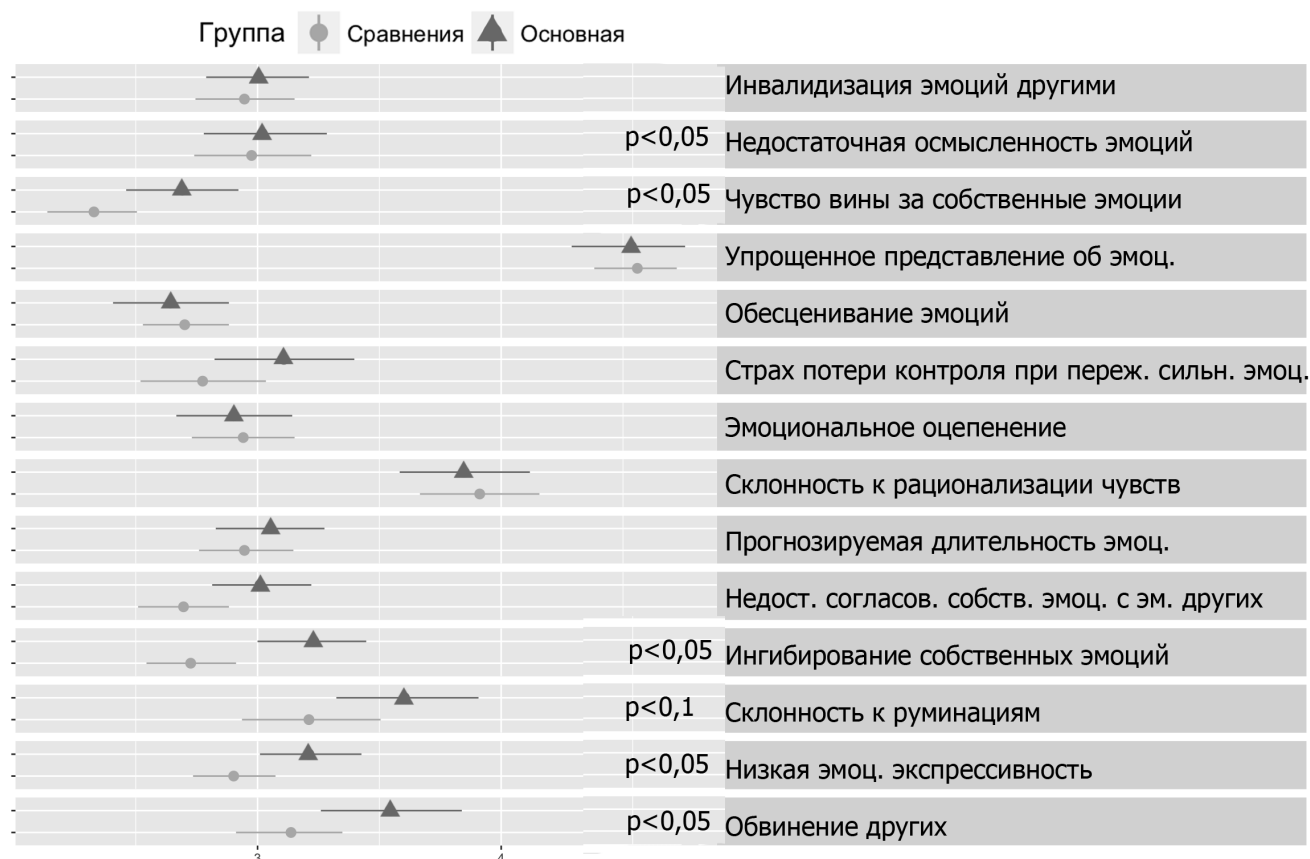 Группа Сравнения Основная
Инвалидизация эмоций другими
p<0,05 Недостаточная осмысленность эмоций
p<0,05 Чувство вины за собственные эмоции
Упрощенное представление об эмоц.
Обесценивание эмоций
Страх потери контроля при переж. сильн. эмоц.
Эмоциональное оцепенение
Склонность к рационализации чувств
Прогнозируемая длительность эмоц.
Недост. согласов. собств. эмоц. с эм. других
p<0,05 Ингибирование собственных эмоций
p<0,1 Склонность к руминациям
p<0,05 Низкая эмоц. экспрессивность
p<0,05 Обвинение других
3 4